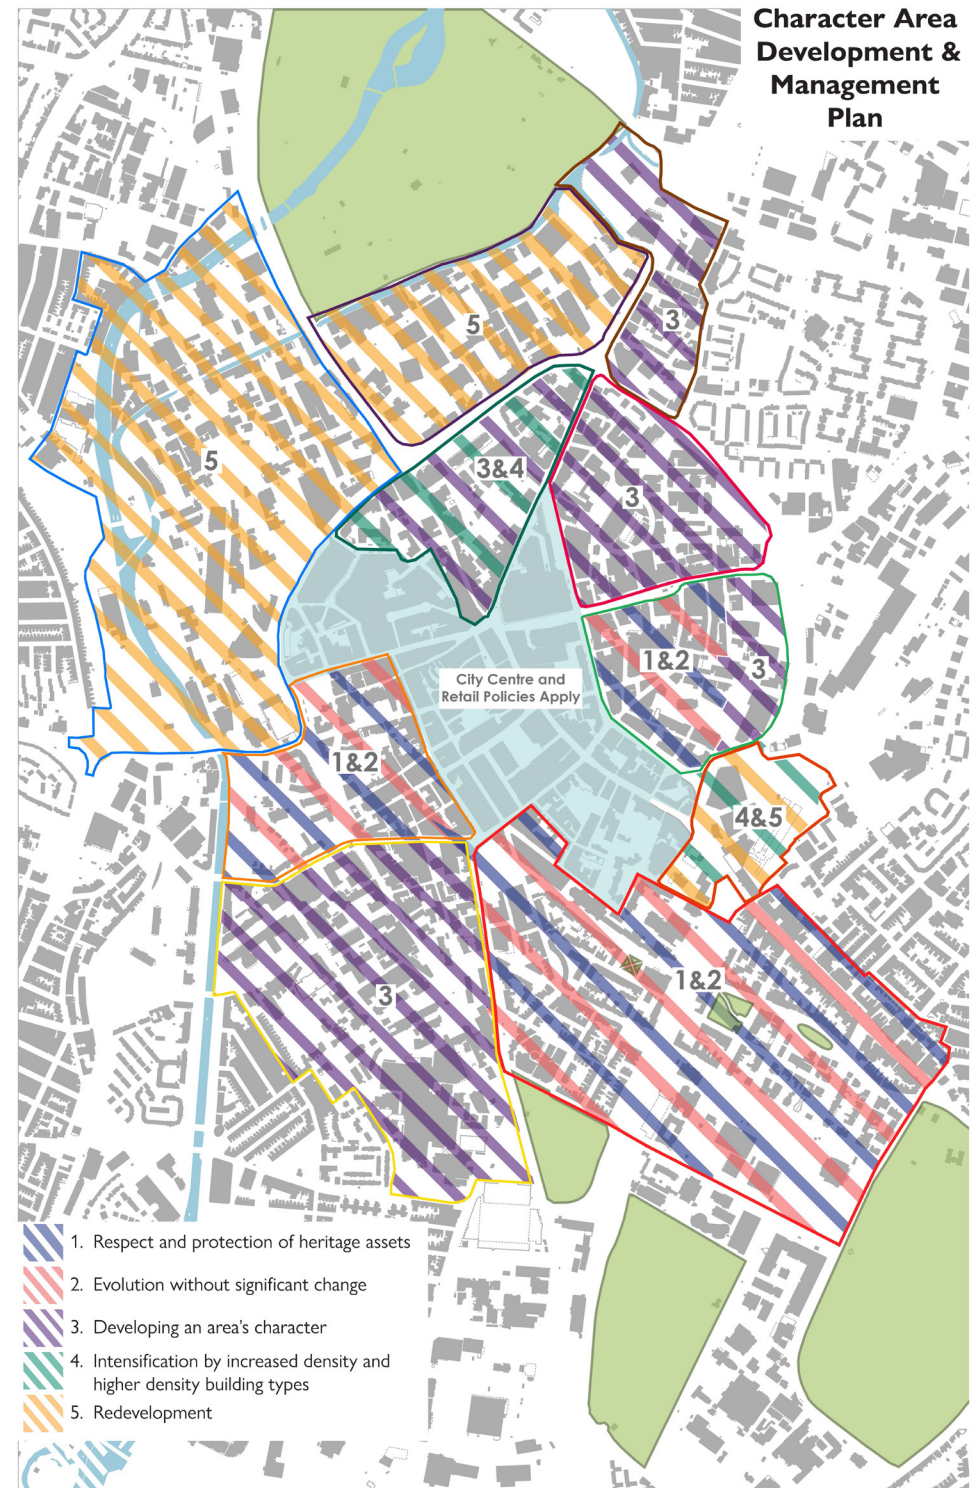 Character Area
Development &
Management
Plan
5
3
5
3&4
3
1&2
3
City Centre and
Retail Policies Apply
1&2
4&5
1&2
3
1. Respect and protection of heritage assets
2. Evolution without significant change
3. Developing an area's character
4. Intensification by increased density and
higher density building types
5. Redevelopment